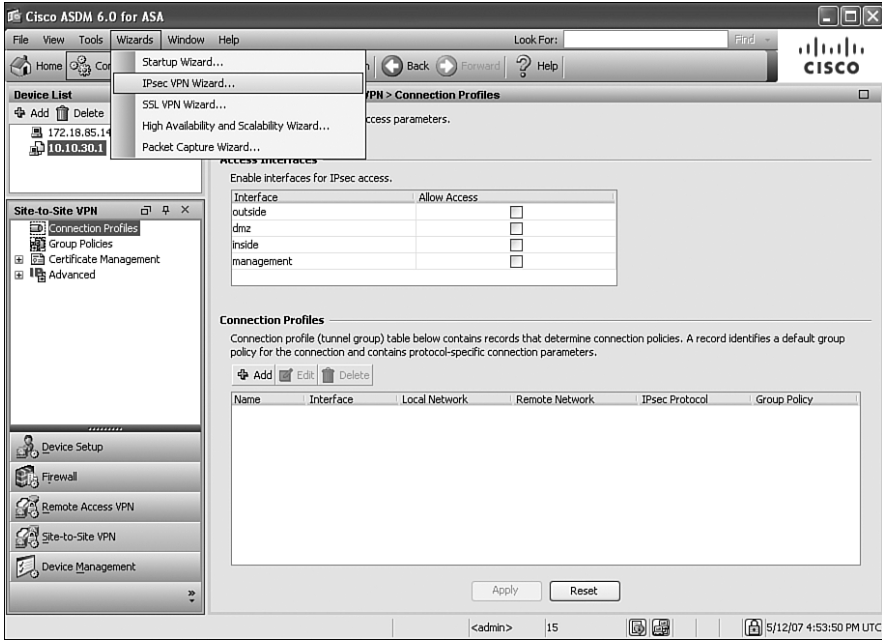 Cisco ASDM 6.0 for ASA
File View Tools Wizards Window Help Look For: Find
Home Back Forward Help
Startup Wizard...
IPsec VPN Wizard...
SSL VPN Wizard...
High Availability and Scalability Wizard...
Packet Capture Wizard...
CISCO
Device List
Add Delete
172.18.85.14
10.10.30.1
VPN > Connection Profiles
ccess parameters.
Access Interfaces
Enable interfaces for IPsec access.
Interface Allow Access
outside
dmz
inside
management
Site-to-Site VPN
Connection Profiles
Group Policies
Certificate Management
Advanced
Connection Profiles
Connection profile (tunnel group) table below contains records that determine connection policies. A record identifies a default group
policy for the connection and contains protocol-specific connection parameters.
Add Edit Delete
Name Interface Local Network Remote Network IPsec Protocol Group Policy
Device Setup
Firewall
Remote Access VPN
Site-to-Site VPN
Device Management
Apply Reset
<admin> 15 5/12/07 4:53:50 PM UTC